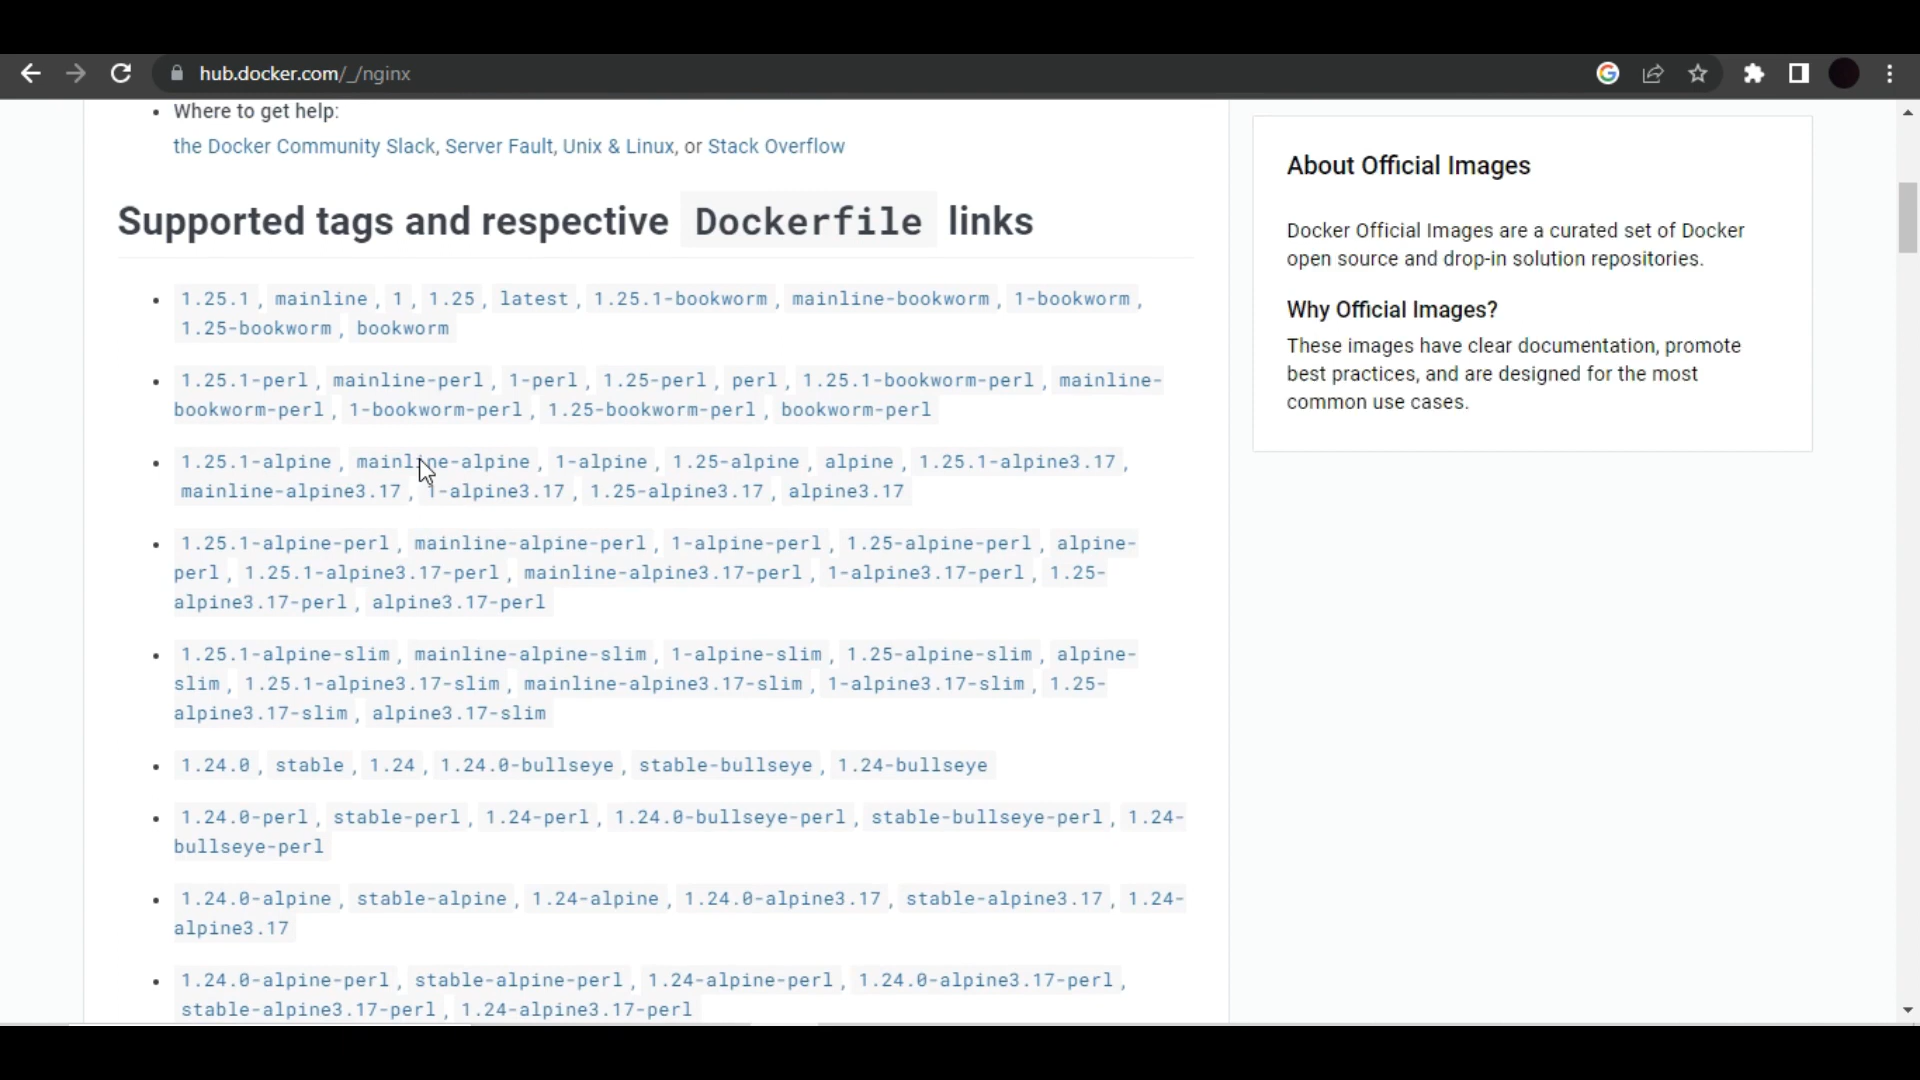 hub.docker.com/_/nginx
Where to get help:
the Docker Community Slack, Server Fault, Unix & Linux, or Stack Overflow
Supported tags and respective Dockerfile links
1.25.1, mainline, 1, 1.25, latest, 1.25.1-bookworm, mainline-bookworm, 1-bookworm,
1.25-bookworm, bookworm
1.25.1-perl, mainline-perl, 1-perl, 1.25-perl, perl, 1.25.1-bookworm-perl, mainline-
bookworm-perl, 1-bookworm-perl, 1.25-bookworm-perl, bookworm-perl
1.25.1-alpine, mainline-alpine, 1-alpine, 1.25-alpine, alpine, 1.25.1-alpine3.17,
mainline-alpine3.17, 1-alpine3.17, 1.25-alpine3.17, alpine3.17
1.25.1-alpine-perl, mainline-alpine-perl, 1-alpine-perl, 1.25-alpine-perl, alpine-
perl, 1.25.1-alpine3.17-perl, mainline-alpine3.17-perl, 1-alpine3.17-perl, 1.25-
alpine3.17-perl, alpine3.17-perl
1.25.1-alpine-slim, mainline-alpine-slim, 1-alpine-slim, 1.25-alpine-slim, alpine-
slim, 1.25.1-alpine3.17-slim, mainline-alpine3.17-slim, 1-alpine3.17-slim, 1.25-
alpine3.17-slim, alpine3.17-slim
1.24.0, stable, 1.24, 1.24.0-bullseye, stable-bullseye, 1.24-bullseye
1.24.0-perl, stable-perl, 1.24-perl, 1.24.0-bullseye-perl, stable-bullseye-perl, 1.24-
bullseye-perl
1.24.0-alpine, stable-alpine, 1.24-alpine, 1.24.0-alpine3.17, stable-alpine3.17, 1.24-
alpine3.17
1.24.0-alpine-perl, stable-alpine-perl, 1.24-alpine-perl, 1.24.0-alpine3.17-perl,
stable-alpine3.17-perl, 1.24-alpine3.17-perl
About Official Images
Docker Official Images are a curated set of Docker
open source and drop-in solution repositories.
Why Official Images?
These images have clear documentation, promote
best practices, and are designed for the most
common use cases.